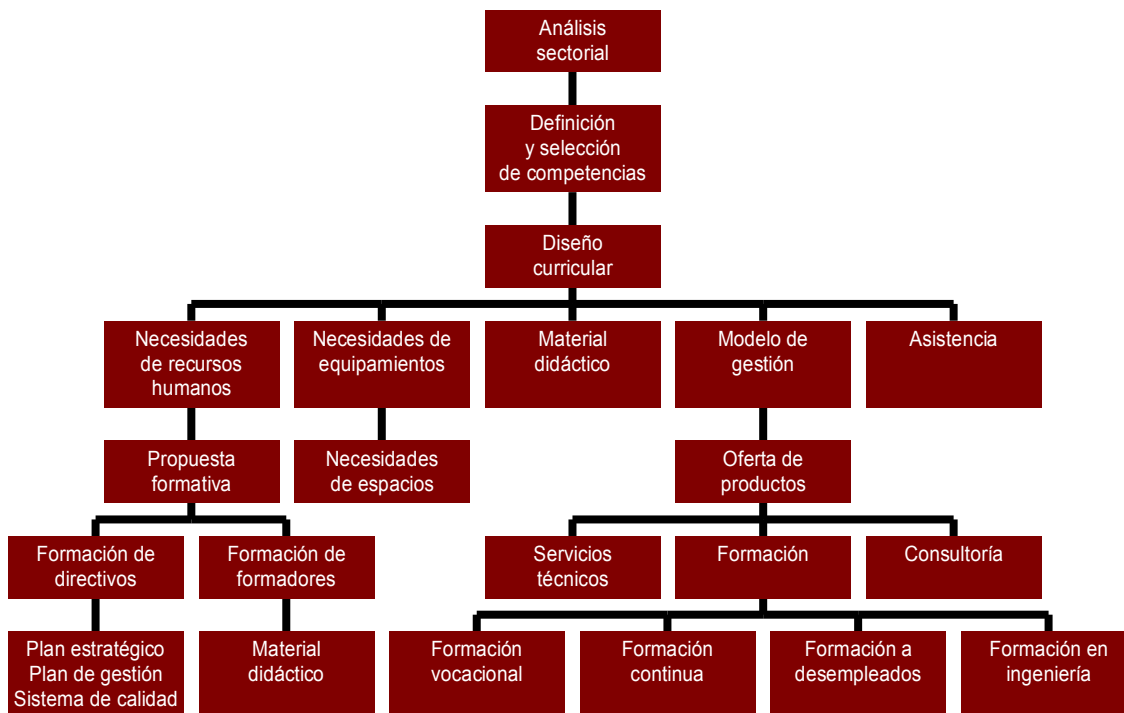 Análisis
sectorial
Definición
y selección
de competencias
Diseño
curricular
Necesidades
de recursos
humanos
Necesidades de
equipamientos
Material
didáctico
Modelo de
gestión
Asistencia
Propuesta
formativa
Necesidades
de espacios
Oferta de
productos
Formación de
directivos
Formación de
formadores
Servicios
técnicos
Formación
Consultoría
Plan estratégico
Plan de gestión
Sistema de calidad
Material
didáctico
Formación
vocacional
Formación
continua
Formación a
desempleados
Formación en
ingeniería